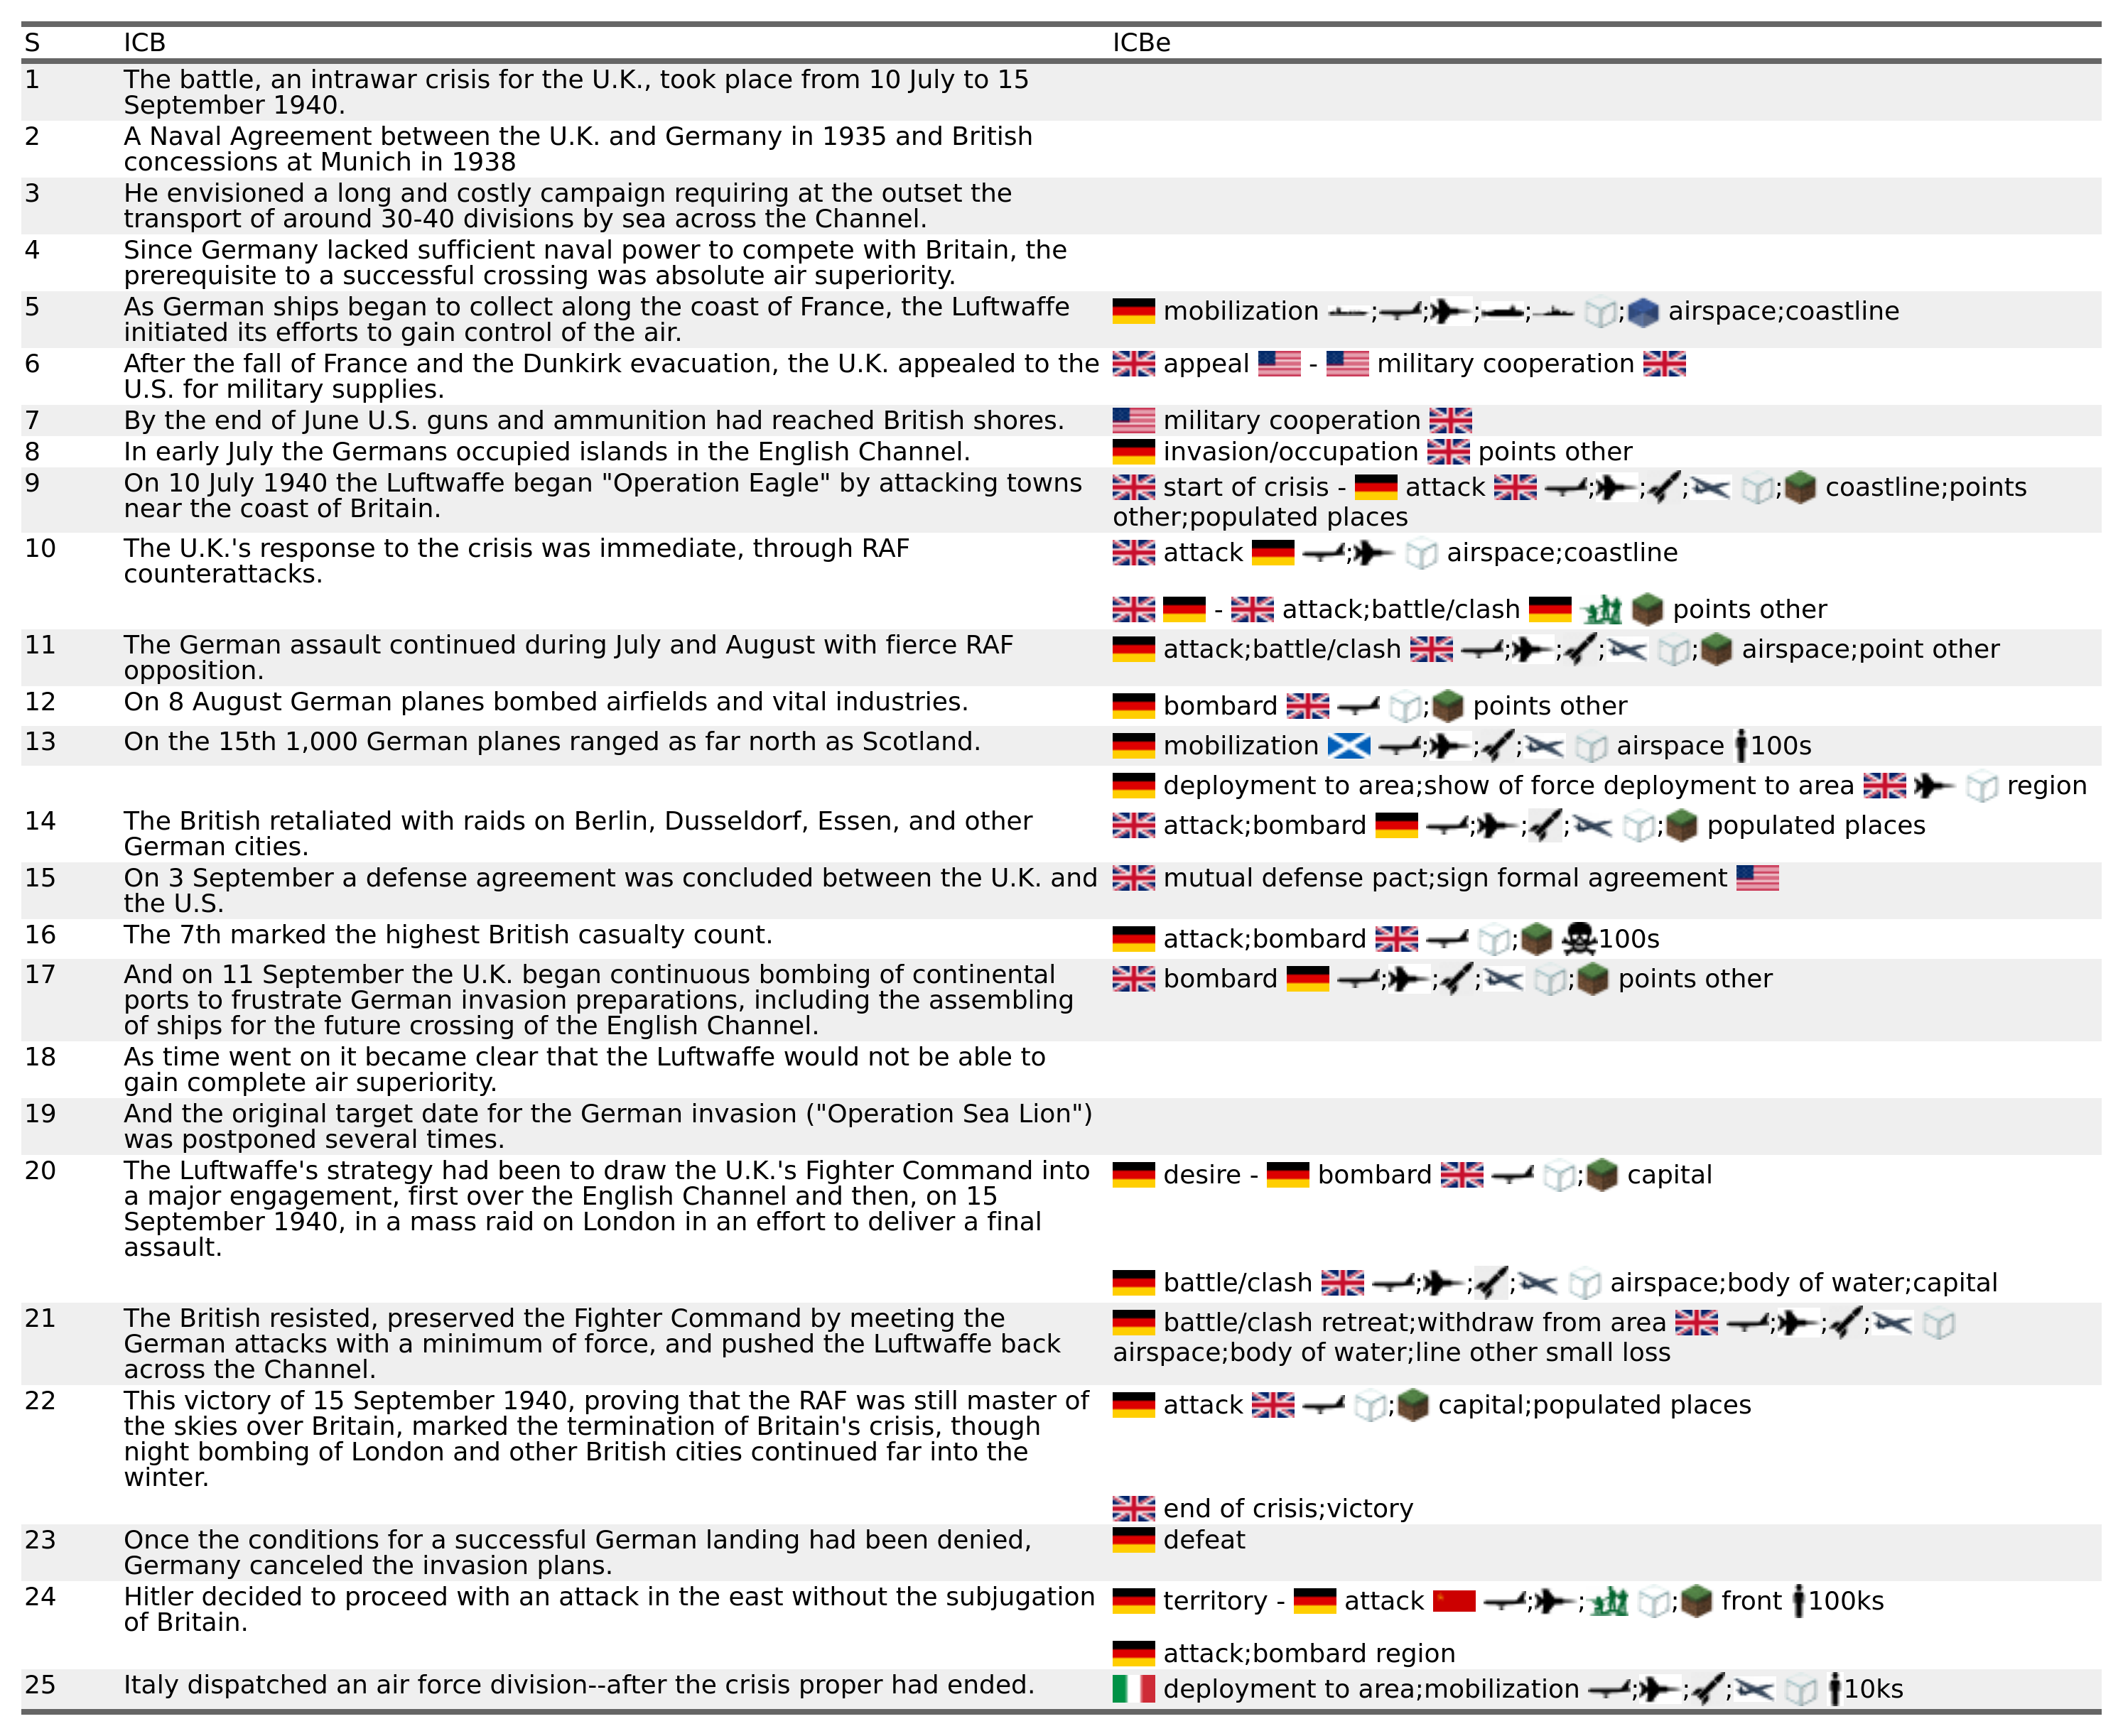 S ICB ICBe
1 The battle, an intrawar crisis for the U.K., took place from 10 July to 15
September 1940.
2 A Naval Agreement between the U.K. and Germany in 1935 and British
concessions at Munich in 1938
3 He envisioned a long and costly campaign requiring at the outset the
transport of around 30-40 divisions by sea across the Channel.
4 Since Germany lacked sufficient naval power to compete with Britain, the
prerequisite to a successful crossing was absolute air superiority.
5 As German ships began to collect along the coast of France, the Luftwaffe
initiated its efforts to gain control of the air.
mobilization ;;;; ; airspace;coastline
6 After the fall of France and the Dunkirk evacuation, the U.K. appealed to the
U.S. for military supplies.
appeal - military cooperation
7 By the end of June U.S. guns and ammunition had reached British shores.
military cooperation
8 In early July the Germans occupied islands in the English Channel.
invasion/occupation points other
9 On 10 July 1940 the Luftwaffe began "Operation Eagle" by attacking towns
near the coast of Britain.
start of crisis - attack ;;; ; coastline;points
other;populated places
10 The U.K.'s response to the crisis was immediate, through RAF
counterattacks.
attack ; airspace;coastline
- attack;battle/clash points other
11 The German assault continued during July and August with fierce RAF
opposition.
attack;battle/clash ;;; ; airspace;point other
12 On 8 August German planes bombed airfields and vital industries.
bombard ; points other
13 On the 15th 1,000 German planes ranged as far north as Scotland.
mobilization ;;; airspace 100s
deployment to area;show of force deployment to area region
14 The British retaliated with raids on Berlin, Dusseldorf, Essen, and other
German cities.
attack;bombard ;;; ; populated places
15 On 3 September a defense agreement was concluded between the U.K. and
the U.S.
mutual defense pact;sign formal agreement
16 The 7th marked the highest British casualty count.
attack;bombard ; 100s
17 And on 11 September the U.K. began continuous bombing of continental
ports to frustrate German invasion preparations, including the assembling
of ships for the future crossing of the English Channel.
bombard ;;; ; points other
18 As time went on it became clear that the Luftwaffe would not be able to
gain complete air superiority.
19 And the original target date for the German invasion ("Operation Sea Lion")
was postponed several times.
20 The Luftwaffe's strategy had been to draw the U.K.'s Fighter Command into
a major engagement, first over the English Channel and then, on 15
September 1940, in a mass raid on London in an effort to deliver a final
assault.
desire - bombard ; capital
battle/clash ;;; airspace;body of water;capital
21 The British resisted, preserved the Fighter Command by meeting the
German attacks with a minimum of force, and pushed the Luftwaffe back
across the Channel.
battle/clash retreat;withdraw from area ;;;
airspace;body of water;line other small loss
22 This victory of 15 September 1940, proving that the RAF was still master of
the skies over Britain, marked the termination of Britain's crisis, though
night bombing of London and other British cities continued far into the
winter.
attack ; capital;populated places
end of crisis;victory
23 Once the conditions for a successful German landing had been denied,
Germany canceled the invasion plans.
defeat
24 Hitler decided to proceed with an attack in the east without the subjugation
of Britain.
territory - attack ;; ; front 100ks
attack;bombard region
25 Italy dispatched an air force division--after the crisis proper had ended.
deployment to area;mobilization ;;; 10ks